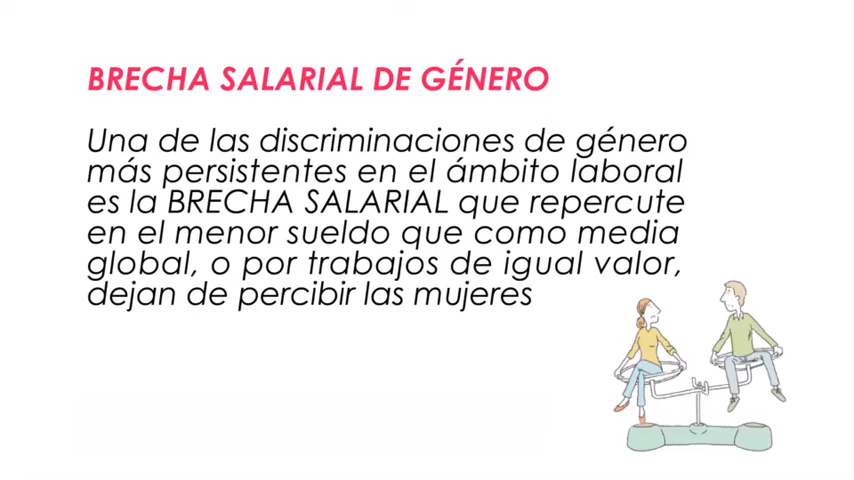 BRECHA SALARIAL DE GÉNERO
Una de las discriminaciones de género
más persistentes en el ámbito laboral
es la BRECHA SALARIAL que repercute
en el menor sueldo que como media
global, o por trabajos de igual valor,
dejan de percibir las mujeres